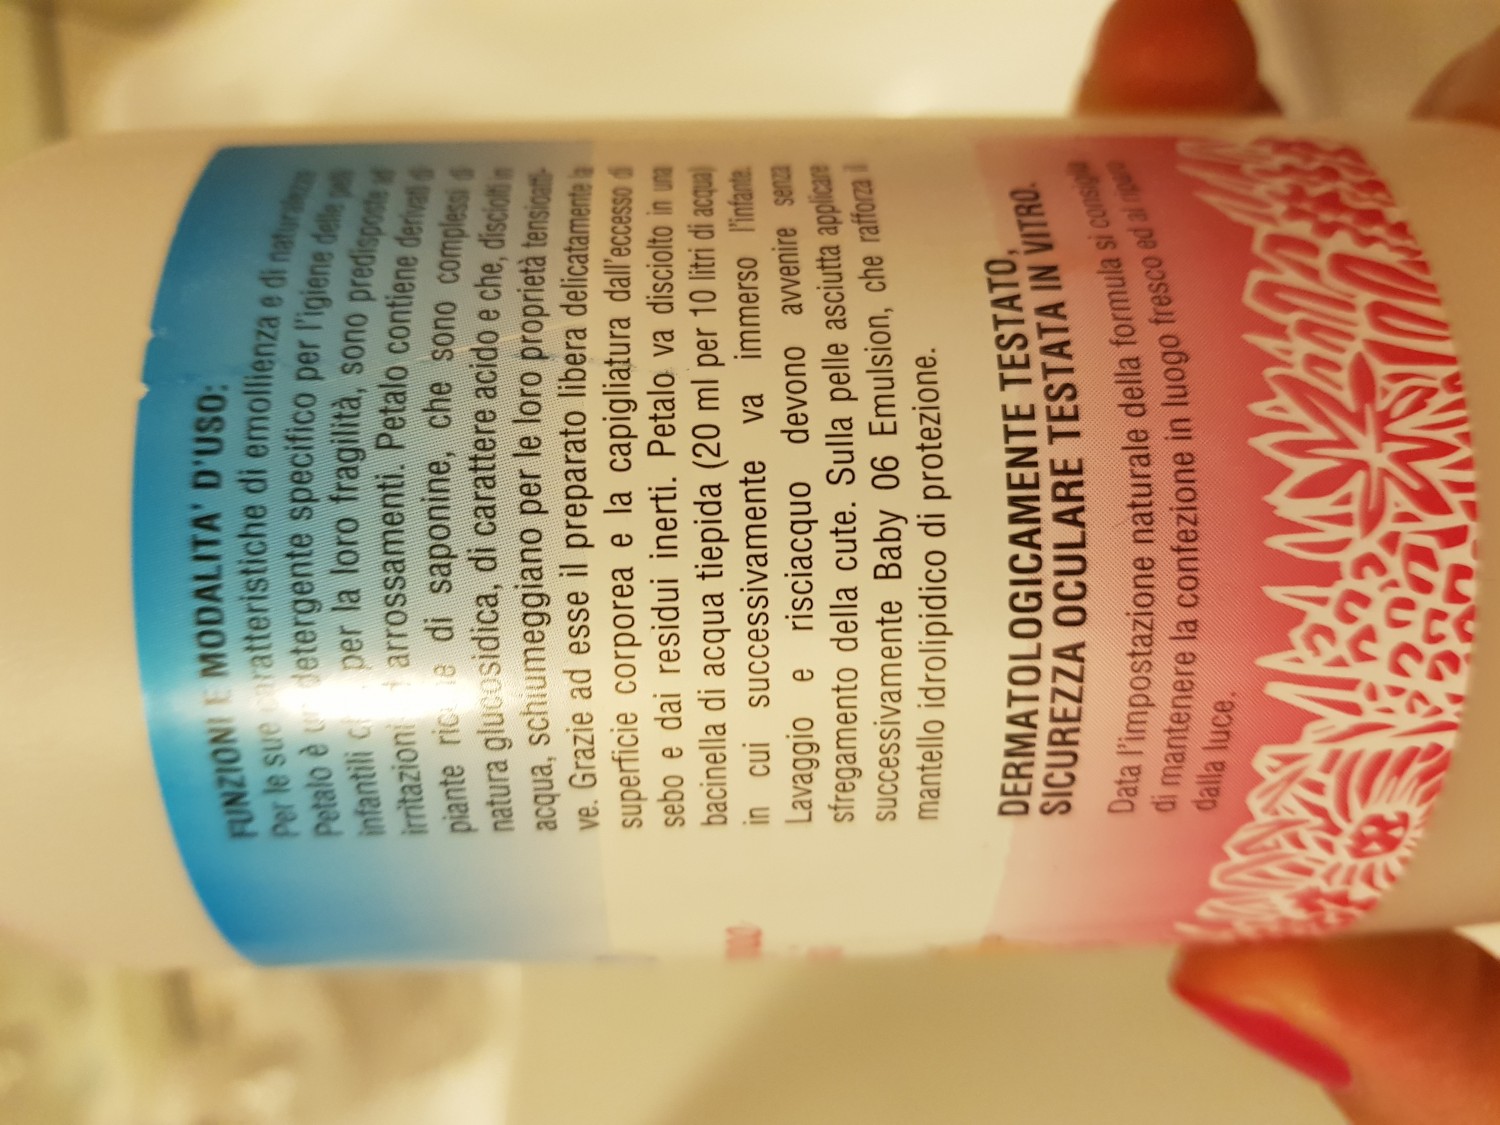 FUNZIONI E MODALITA' D'USO:
Per le sue caratteristiche di emollienza e di naturalezza
Petalo è un detergente specifico per l'igiene delle pelli
infantili che per la loro fragilità, sono predisposte ad
irritazioni arrossamenti. Petalo contiene derivati di
piante ricche di saponine, che sono complessi di
natura glucosidica, di carattere acido e che, disciolti in
acqua, schiumeggiano per le loro proprietà tensioatti-
ve. Grazie ad esse il preparato libera delicatamente la
superficie corporea e la capigliatura dall'eccesso di
sebo e dai residui inerti. Petalo va disciolto in una
bacinella di acqua tiepida (20 ml per 10 litri di acqua)
in cui successivamente va immerso l'infante.
Lavaggio e risciacquo devono avvenire senza
sfregamento della cute. Sulla pelle asciutta applicare
successivamente Baby 06 Emulsion, che rafforza il
mantello idrolipidico di protezione.
DERMATOLOGICAMENTE TESTATO,
SICUREZZA OCULARE TESTATA IN VITRO.
Data l'impostazione naturale della formula si consiglia
di mantenere la confezione in luogo fresco ed al riparo
dalla luce.